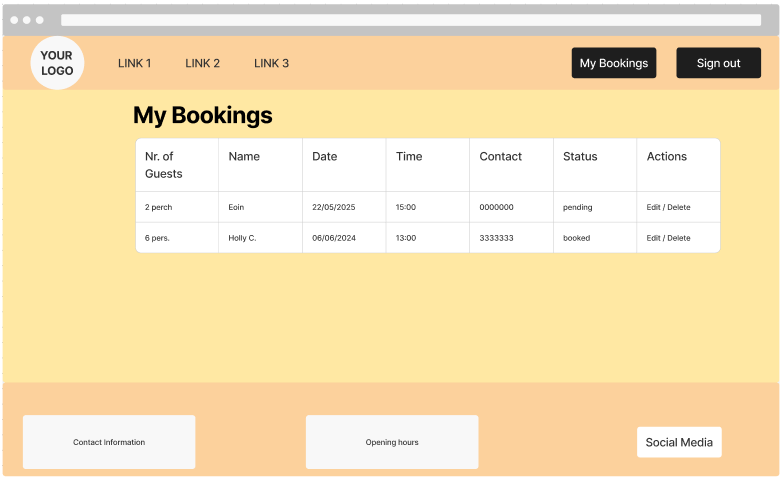 YOUR
LOGO
LINK 1 LINK 2 LINK 3 My Bookings Sign out
My Bookings
Nr. of
Guests Name Date Time Contact Status Actions
2 perch Eoin 22/05/2025 15:00 0000000 pending Edit / Delete
6 pers. Holly C. 06/06/2024 13:00 3333333 booked Edit / Delete
Contact Information Opening hours Social Media